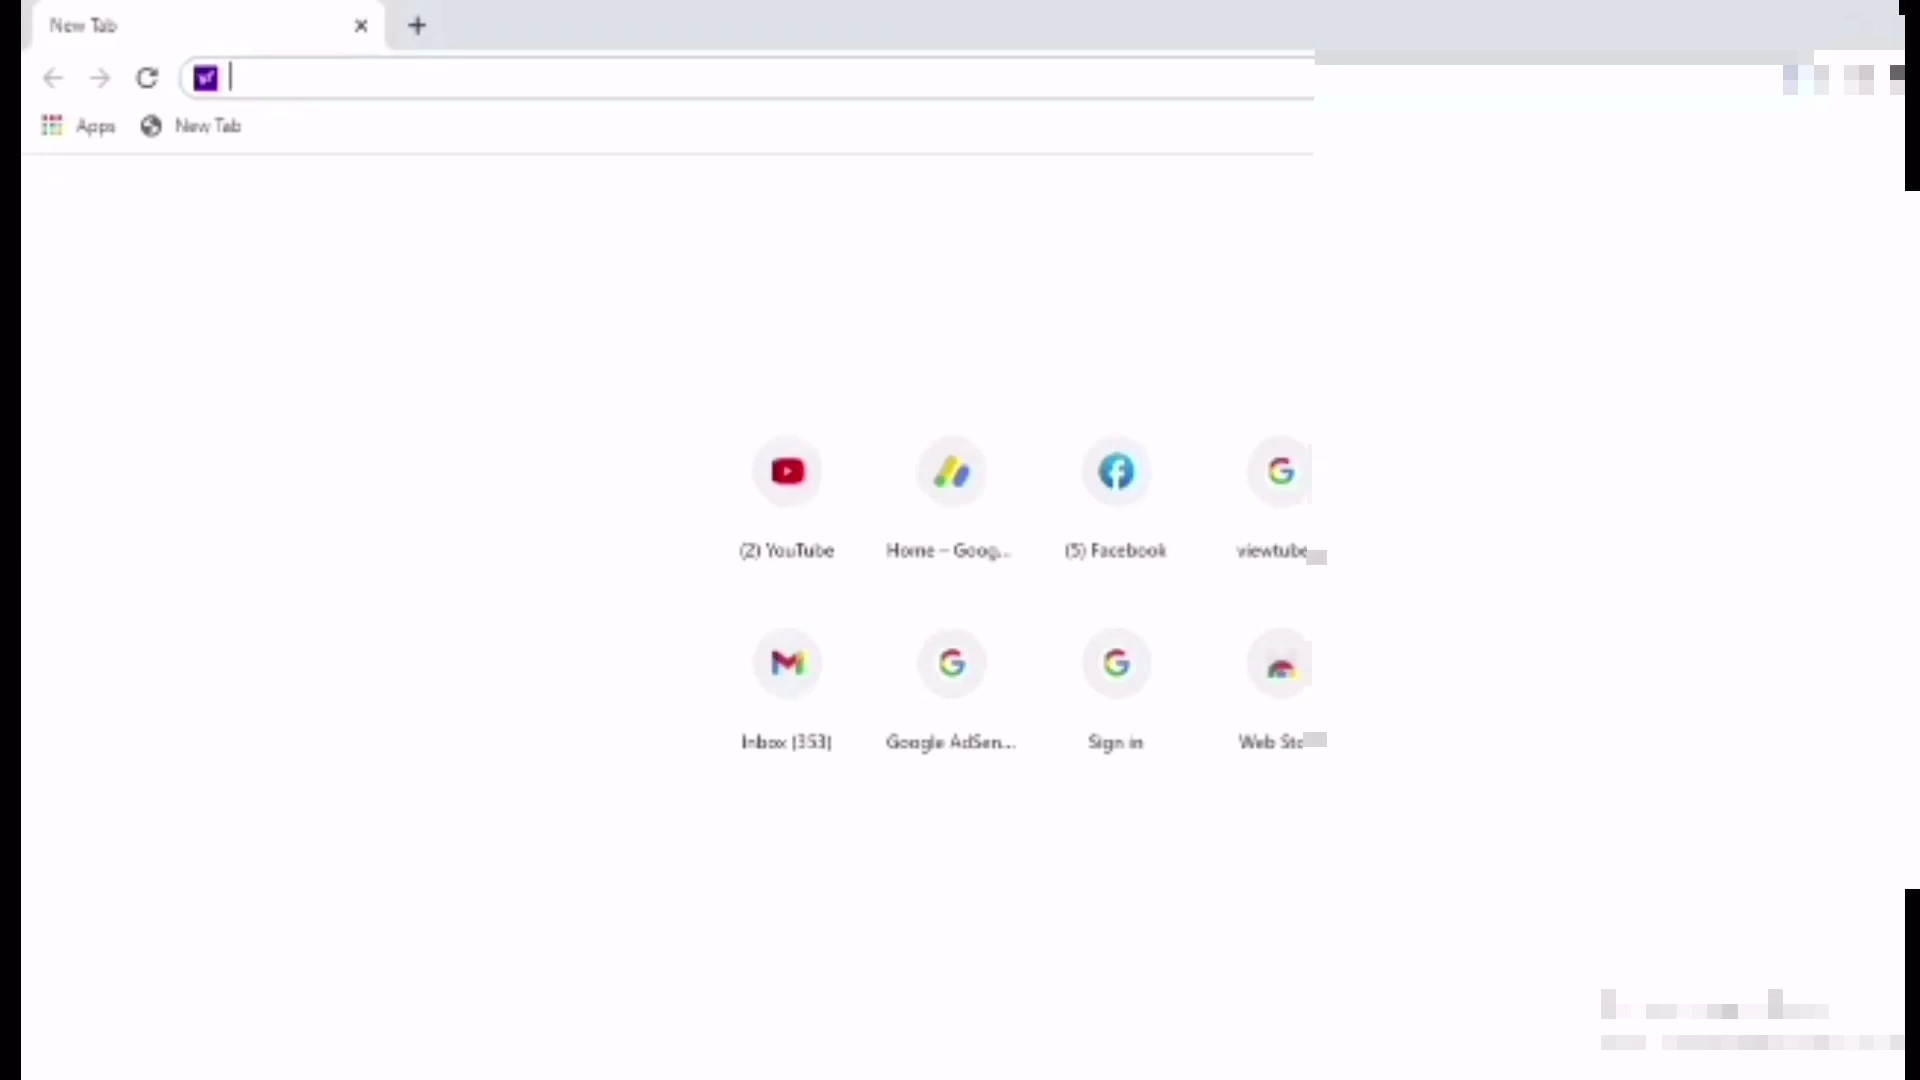 New Tab
Apps New Tab
(2) YouTube Home – Goog... (5) Facebook viewtube
Inbox (353) Google AdSen... Sign in Web Sto